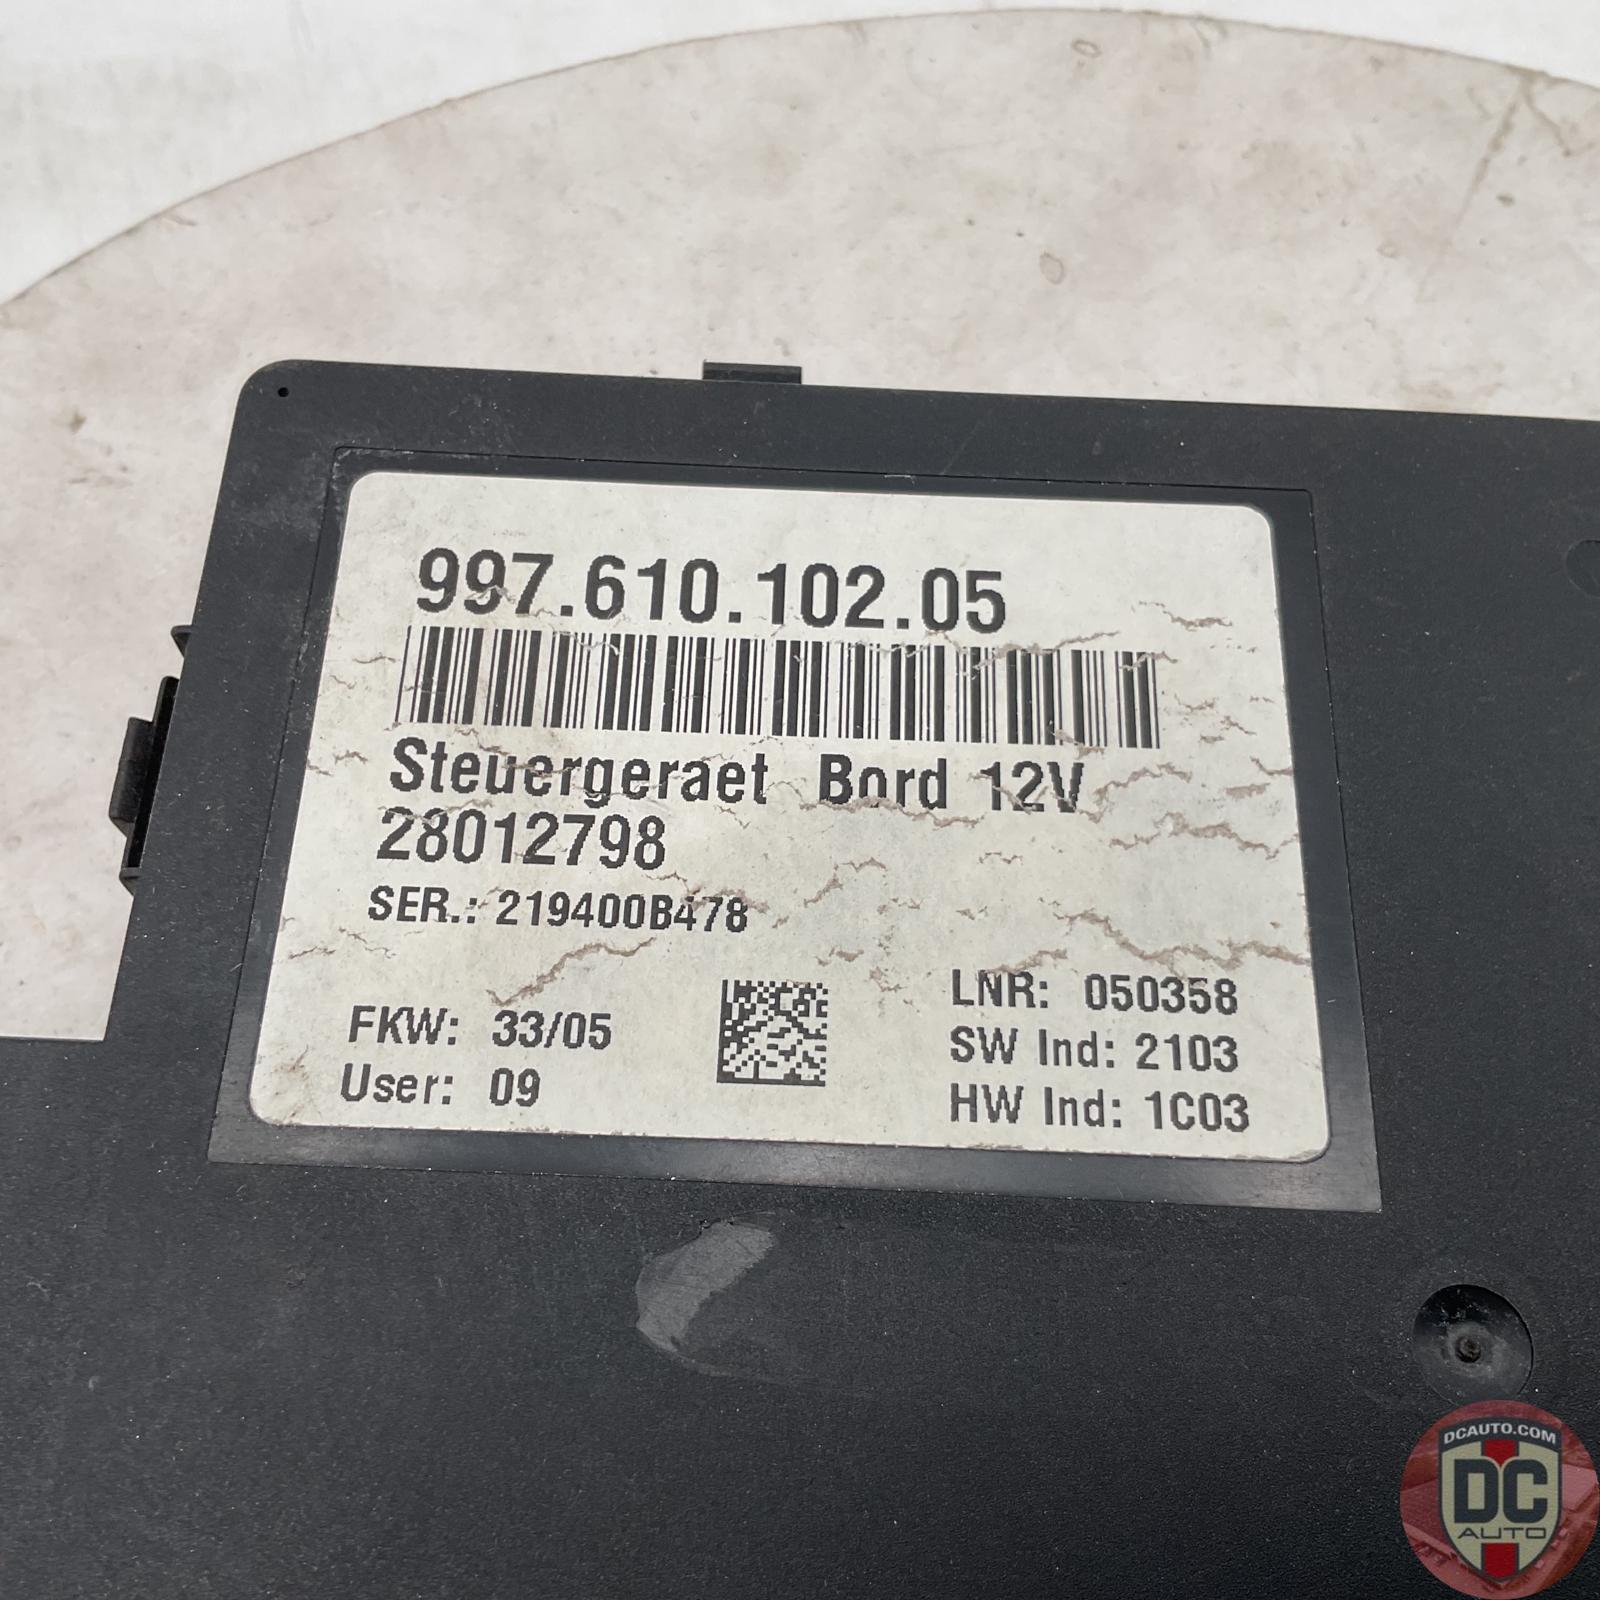 997.610.102.05
Steuergeraet Bord 12V
28012798
SER.: 219400B478
FKW: 33/05
User: 09
LNR: 050358
SW Ind: 2103
HW Ind: 1C03
DCAUTO.COM
DC
AUTO